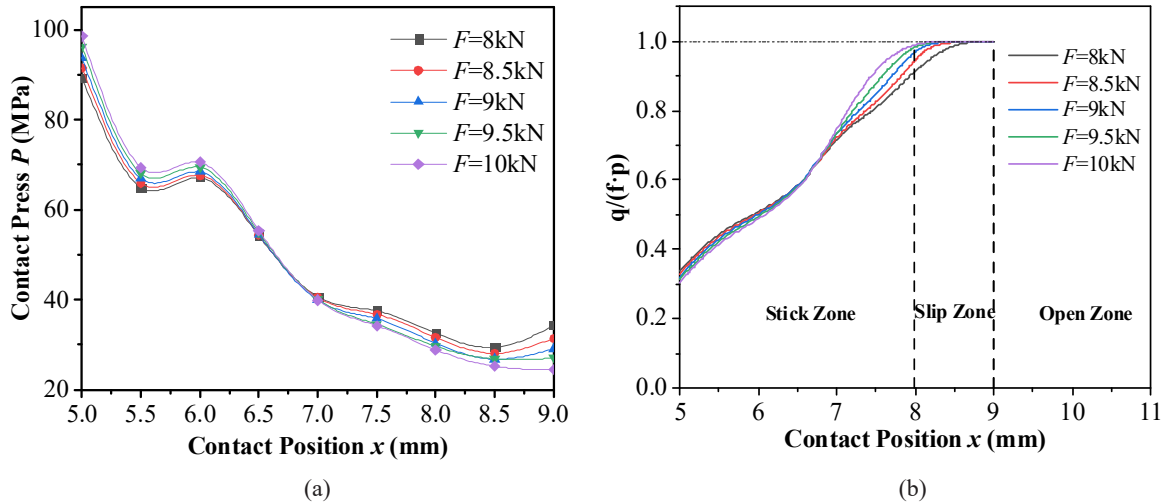 100
80
60
40
20
Contact Press P (MPa)
5.0 5.5 6.0 6.5 7.0 7.5 8.0 8.5 9.0
Contact Position x (mm)
F=8kN
F=8.5kN
F=9kN
F=9.5kN
F=10kN
(a)
1.0
0.8
0.6
0.4
0.2
0.0
q/(f·p)
F=8kN
F=8.5kN
F=9kN
F=9.5kN
F=10kN
Stick Zone Slip Zone Open Zone
5 6 7 8 9 10 11
Contact Position x (mm)
(b)